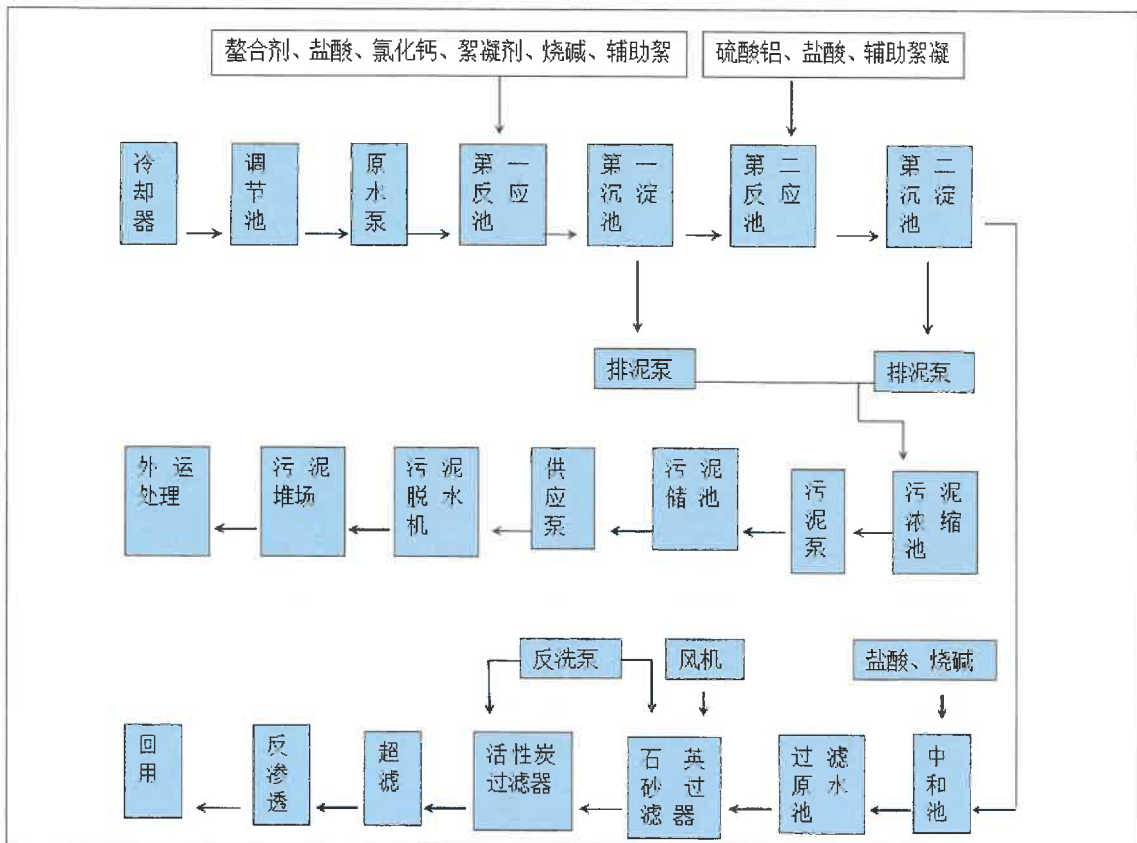 螯合剂、盐酸、氯化钙、絮凝剂、烧碱、辅助絮
硫酸铝、盐酸、辅助絮凝
冷
却
器
调
节
池
原
水
泵
第一
反应
池
第一
沉淀
池
第二
反应
池
第二
沉淀
池
排泥泵
排泥泵
外运
处理
污泥
堆场
污泥
脱水
机
供
应
泵
污泥
储池
污
泥
泵
污泥
浓缩
池
反洗泵
风机
盐酸、烧碱
回
用
反
渗
透
超
滤
活性炭
过滤器
石英
砂过
滤器
过滤
原水
池
中
和
池